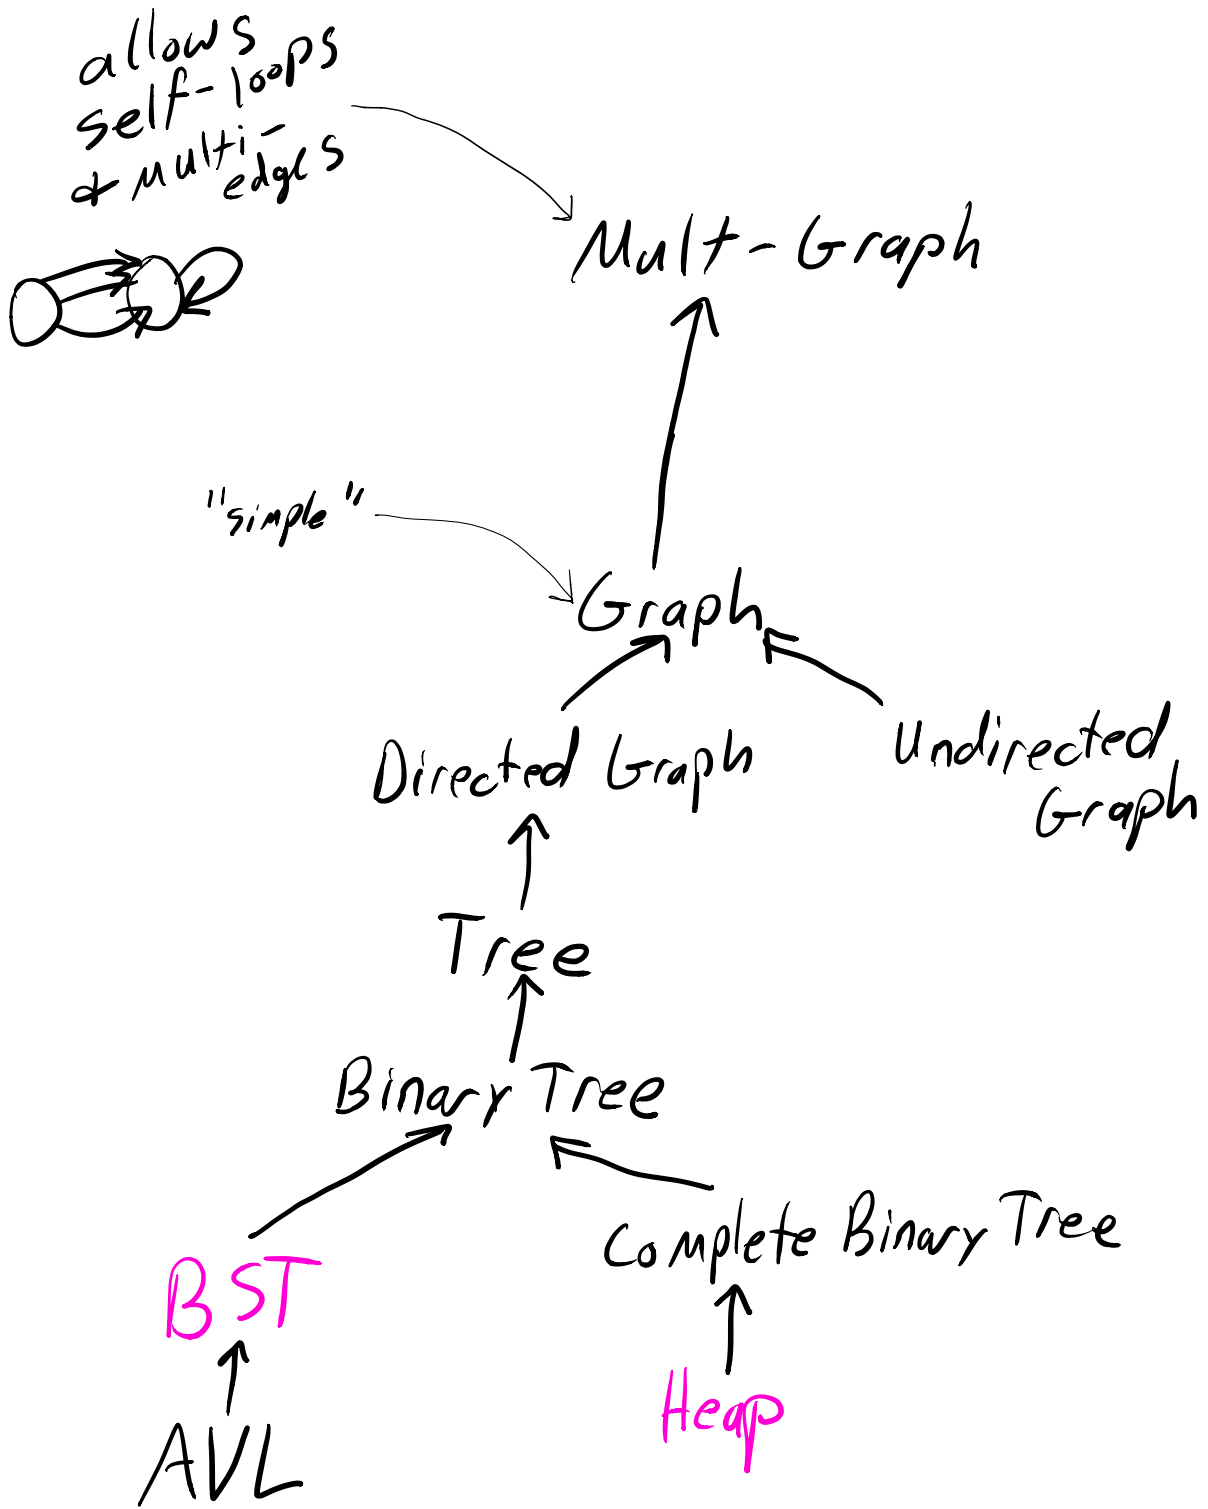 allows
self-loops
& multi-
edges
Mult-Graph
"simple"
Graph
Directed Graph
Undirected
Graph
Tree
Binary Tree
BST
Complete Binary Tree
AVL
Heap